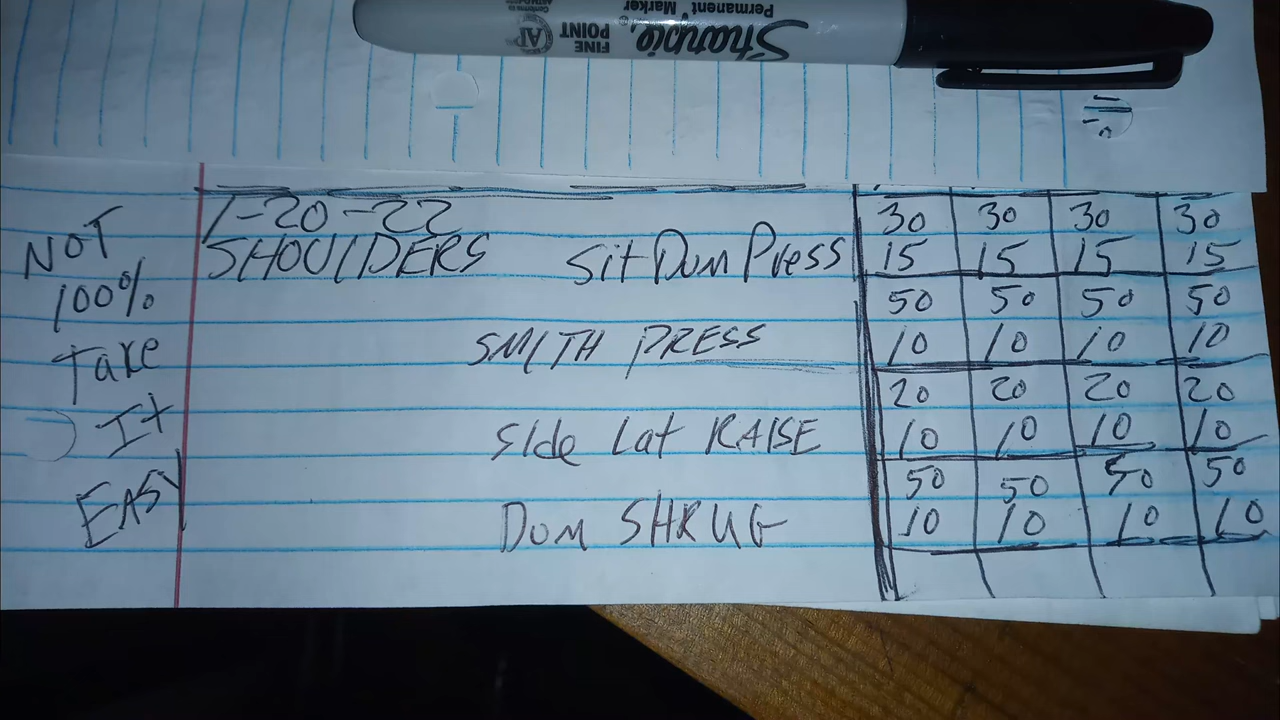 Sharpie
Permanent Marker
FINE
POINT
AP
NOT
100%
Take
It
EASY
1-20-22
SHOUlDERS
Sit Dum Press 30 30 30 30
15 15 15 15
50 50 50 50
SMITH PRESS 10 10 10 10
20 20 20 20
Side Lat RAISE 10 10 10 10
50 50 50 50
Dum SHRUG 10 10 10 10